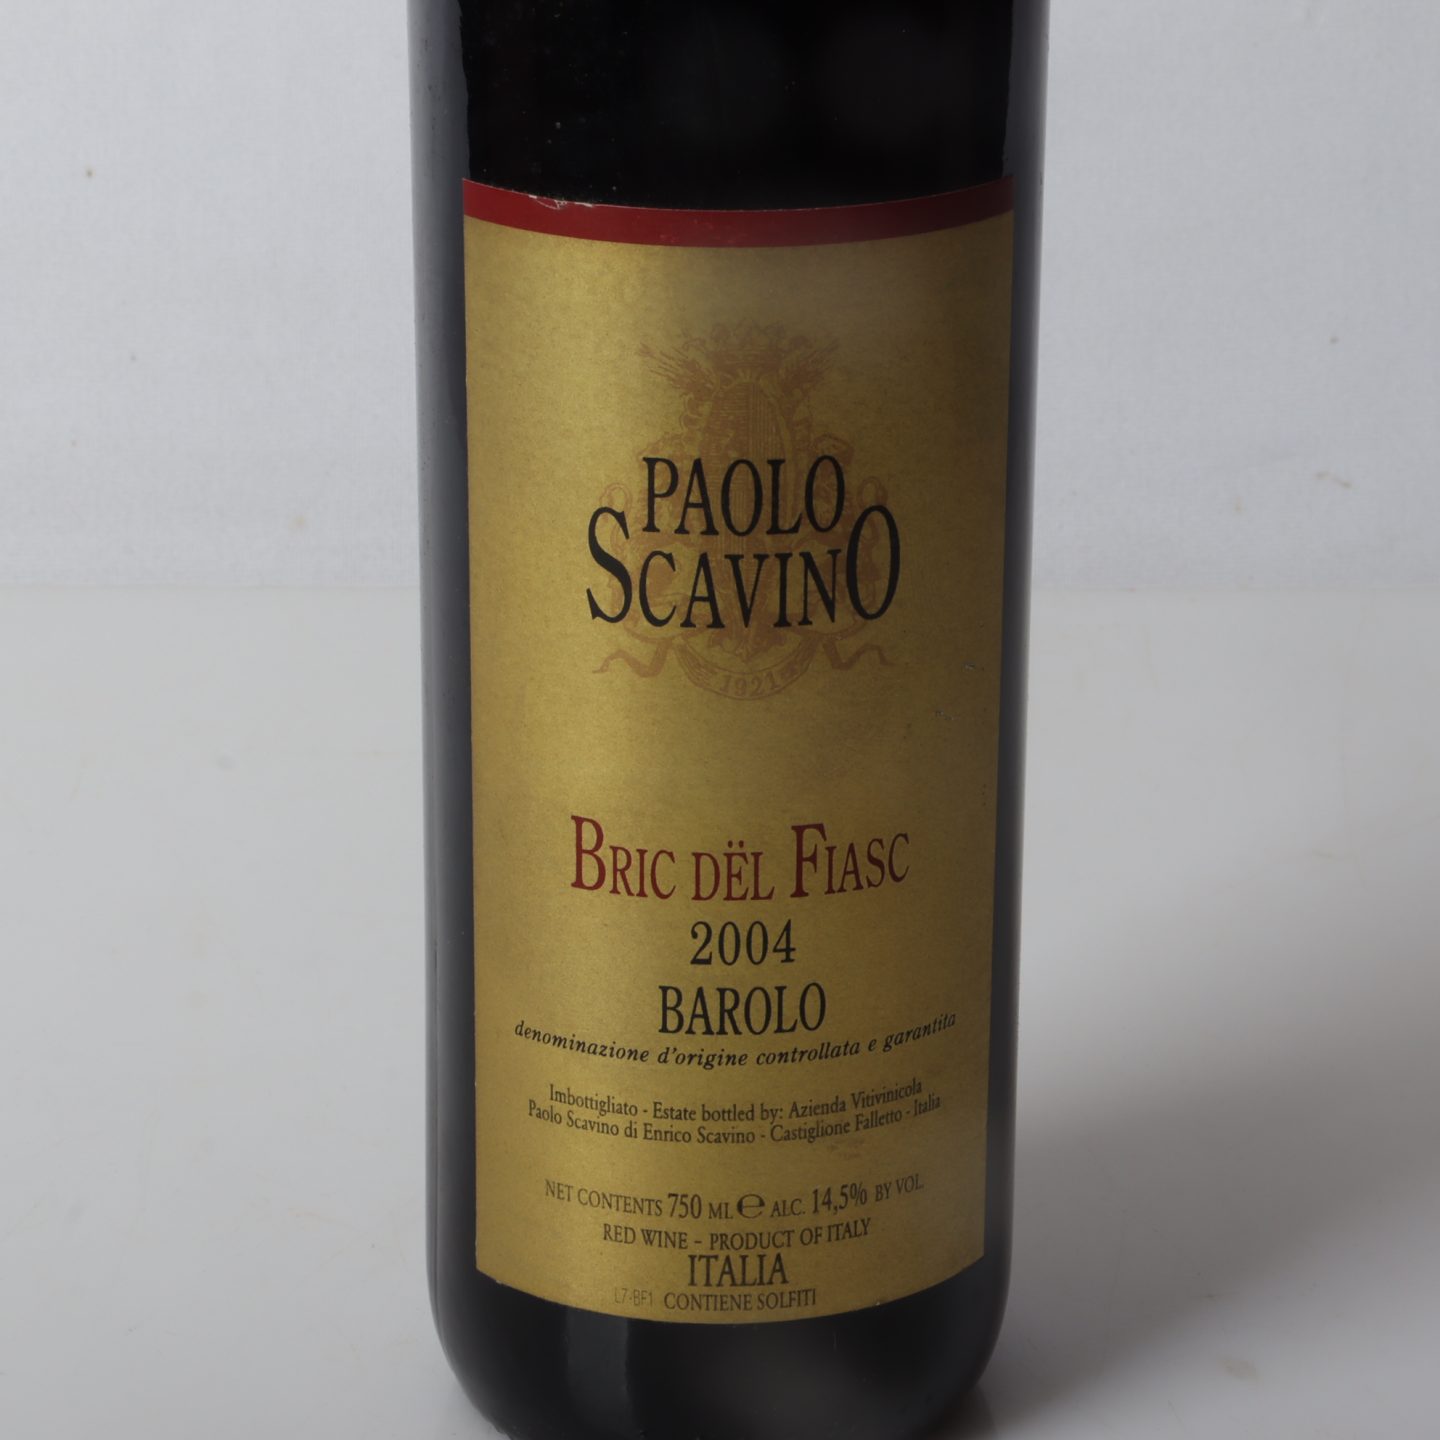 PAOLO
SCAVINO
1921
BRIC DËL FIASC
2004
BAROLO
denominazione d'origine controllata e garantita
Imbottigliato - Estate bottled by: Azienda Vitivinicola
Paolo Scavino di Enrico Scavino - Castiglione Falletto - Italia
NET CONTENTS 750 ML e ALC. 14,5% BY VOL.
RED WINE - PRODUCT OF ITALY
ITALIA
L7-BF1 CONTIENE SOLFITI